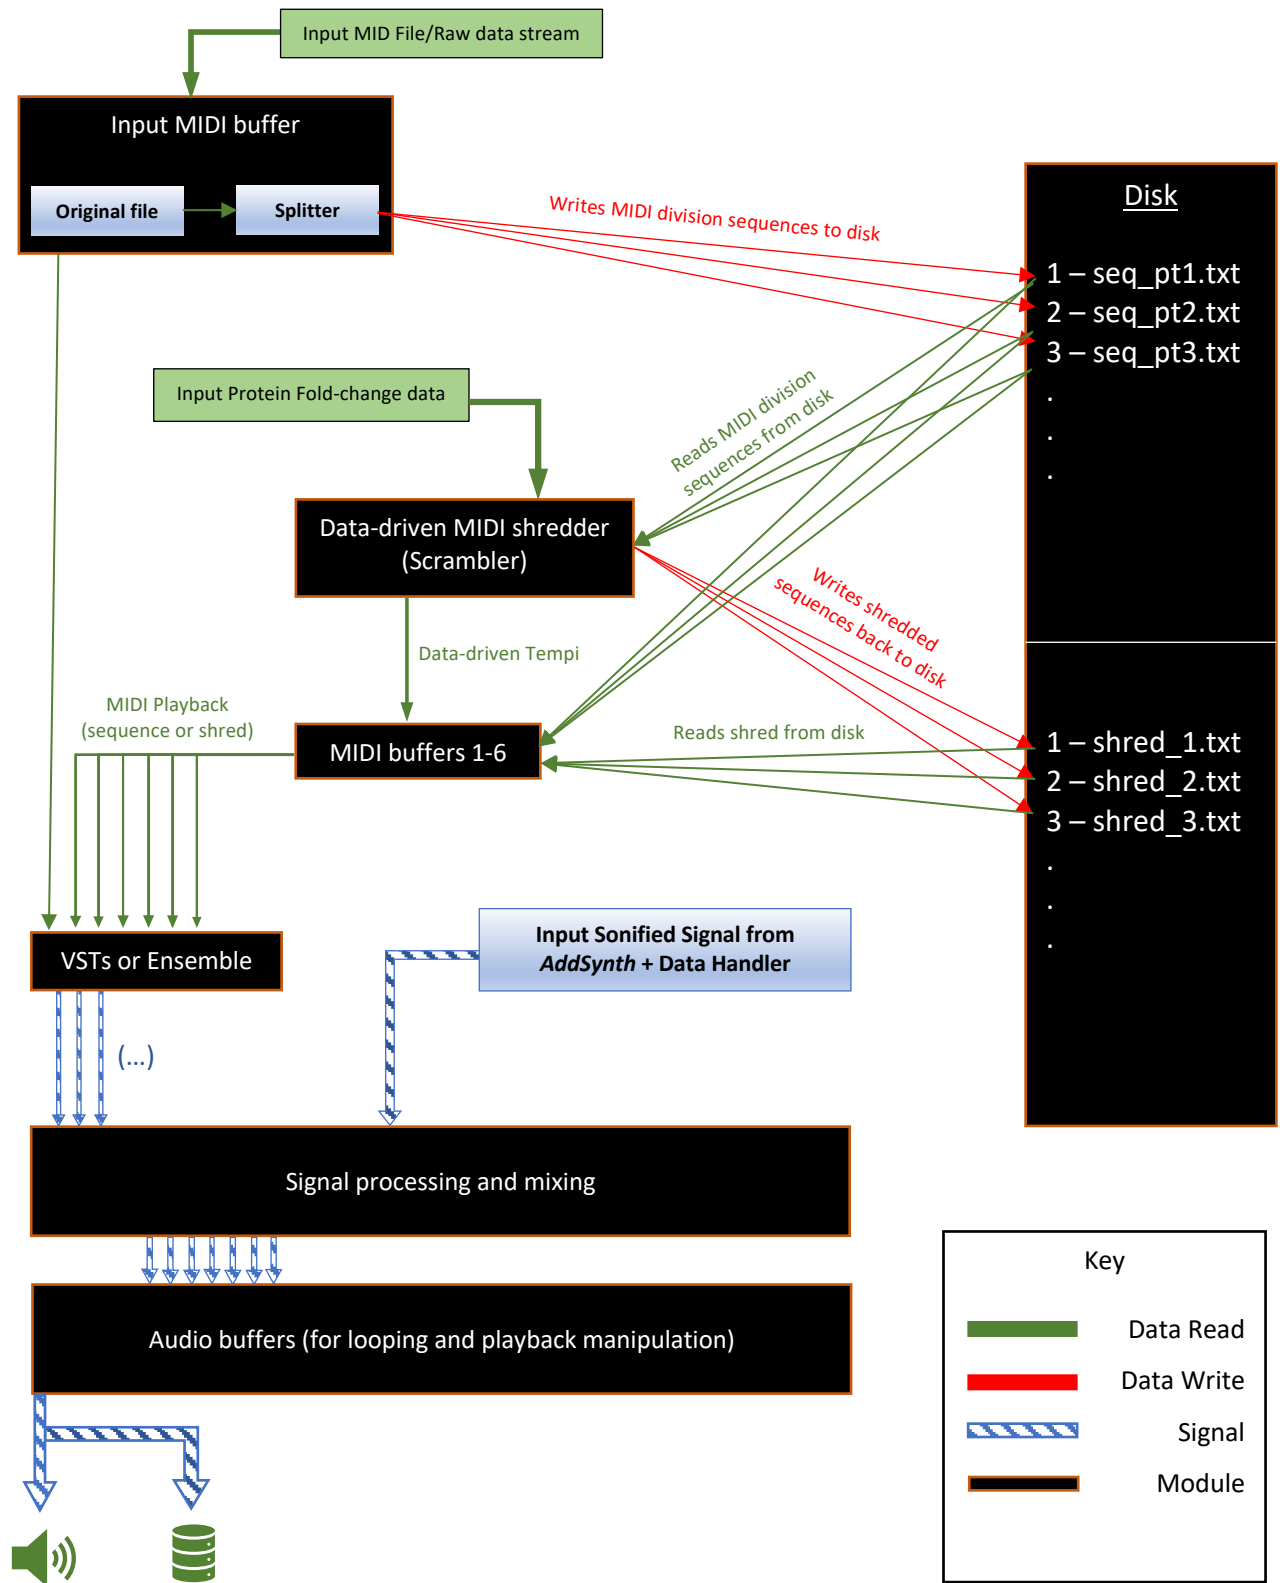 Input MID File/Raw data stream
Input MIDI buffer
Original file
Splitter
Writes MIDI division sequences to disk
Disk
1 – seq_pt1.txt
2 – seq_pt2.txt
3 – seq_pt3.txt
.
.
.
Input Protein Fold-change data
Reads MIDI division
sequences from disk
Data-driven MIDI shredder
(Scrambler)
Writes shredded
sequences back to disk
Data-driven Tempi
MIDI Playback
(sequence or shred)
MIDI buffers 1-6
Reads shred from disk
1 – shred_1.txt
2 – shred_2.txt
3 – shred_3.txt
.
.
.
VSTs or Ensemble
Input Sonified Signal from
AddSynth + Data Handler
(...)
Signal processing and mixing
Audio buffers (for looping and playback manipulation)
Key
Data Read
Data Write
Signal
Module